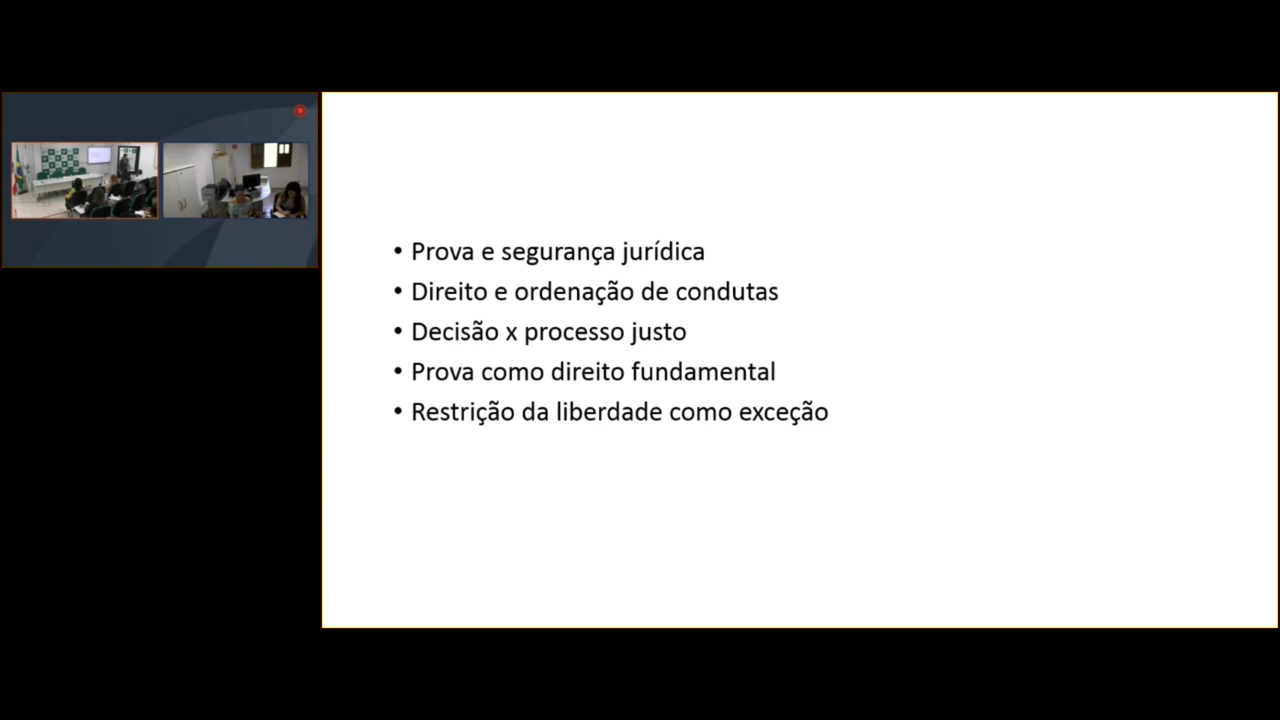 • Prova e segurança jurídica
• Direito e ordenação de condutas
• Decisão x processo justo
• Prova como direito fundamental
• Restrição da liberdade como exceção